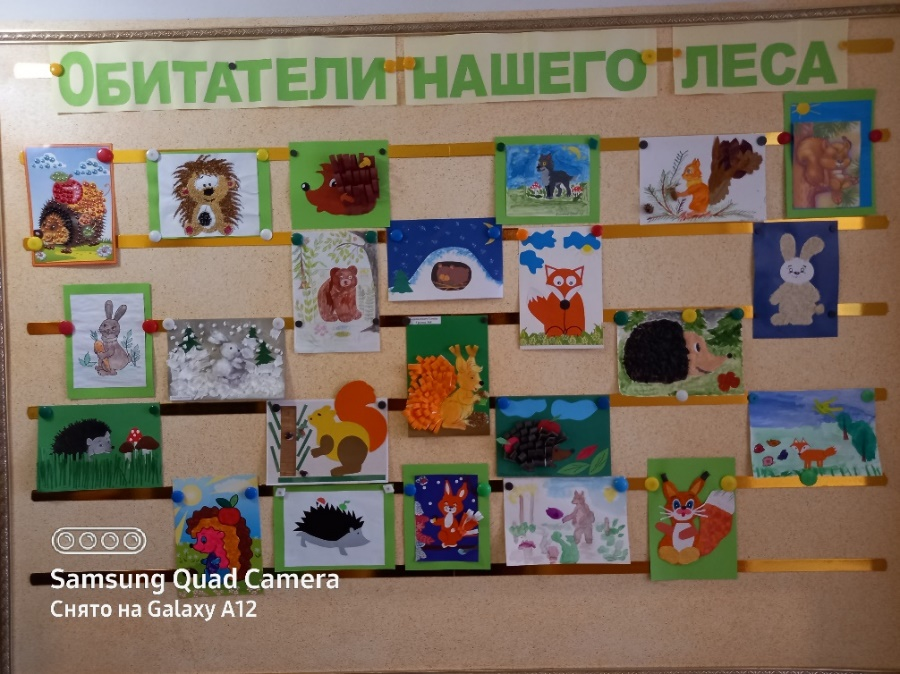 Обитатели нашего леса
Samsung Quad Camera
Снято на Galaxy A12